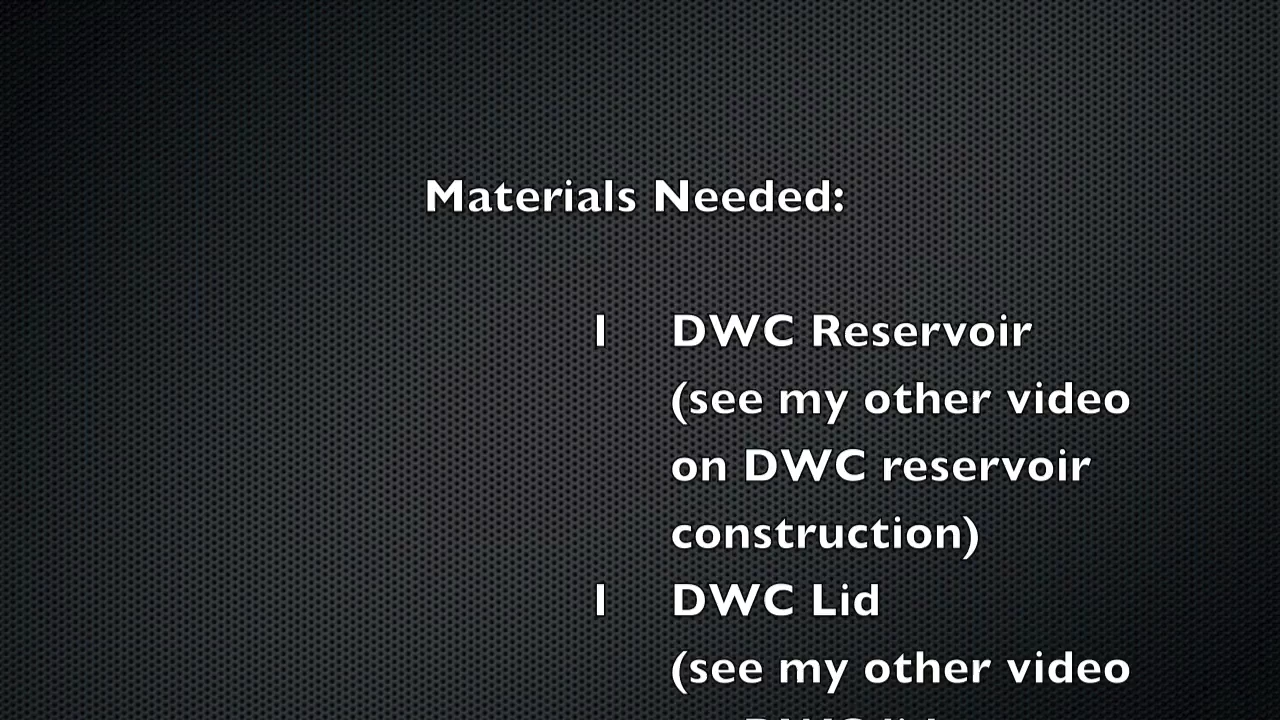 Materials Needed:
1 DWC Reservoir
(see my other video
on DWC reservoir
construction)
1 DWC Lid
(see my other video